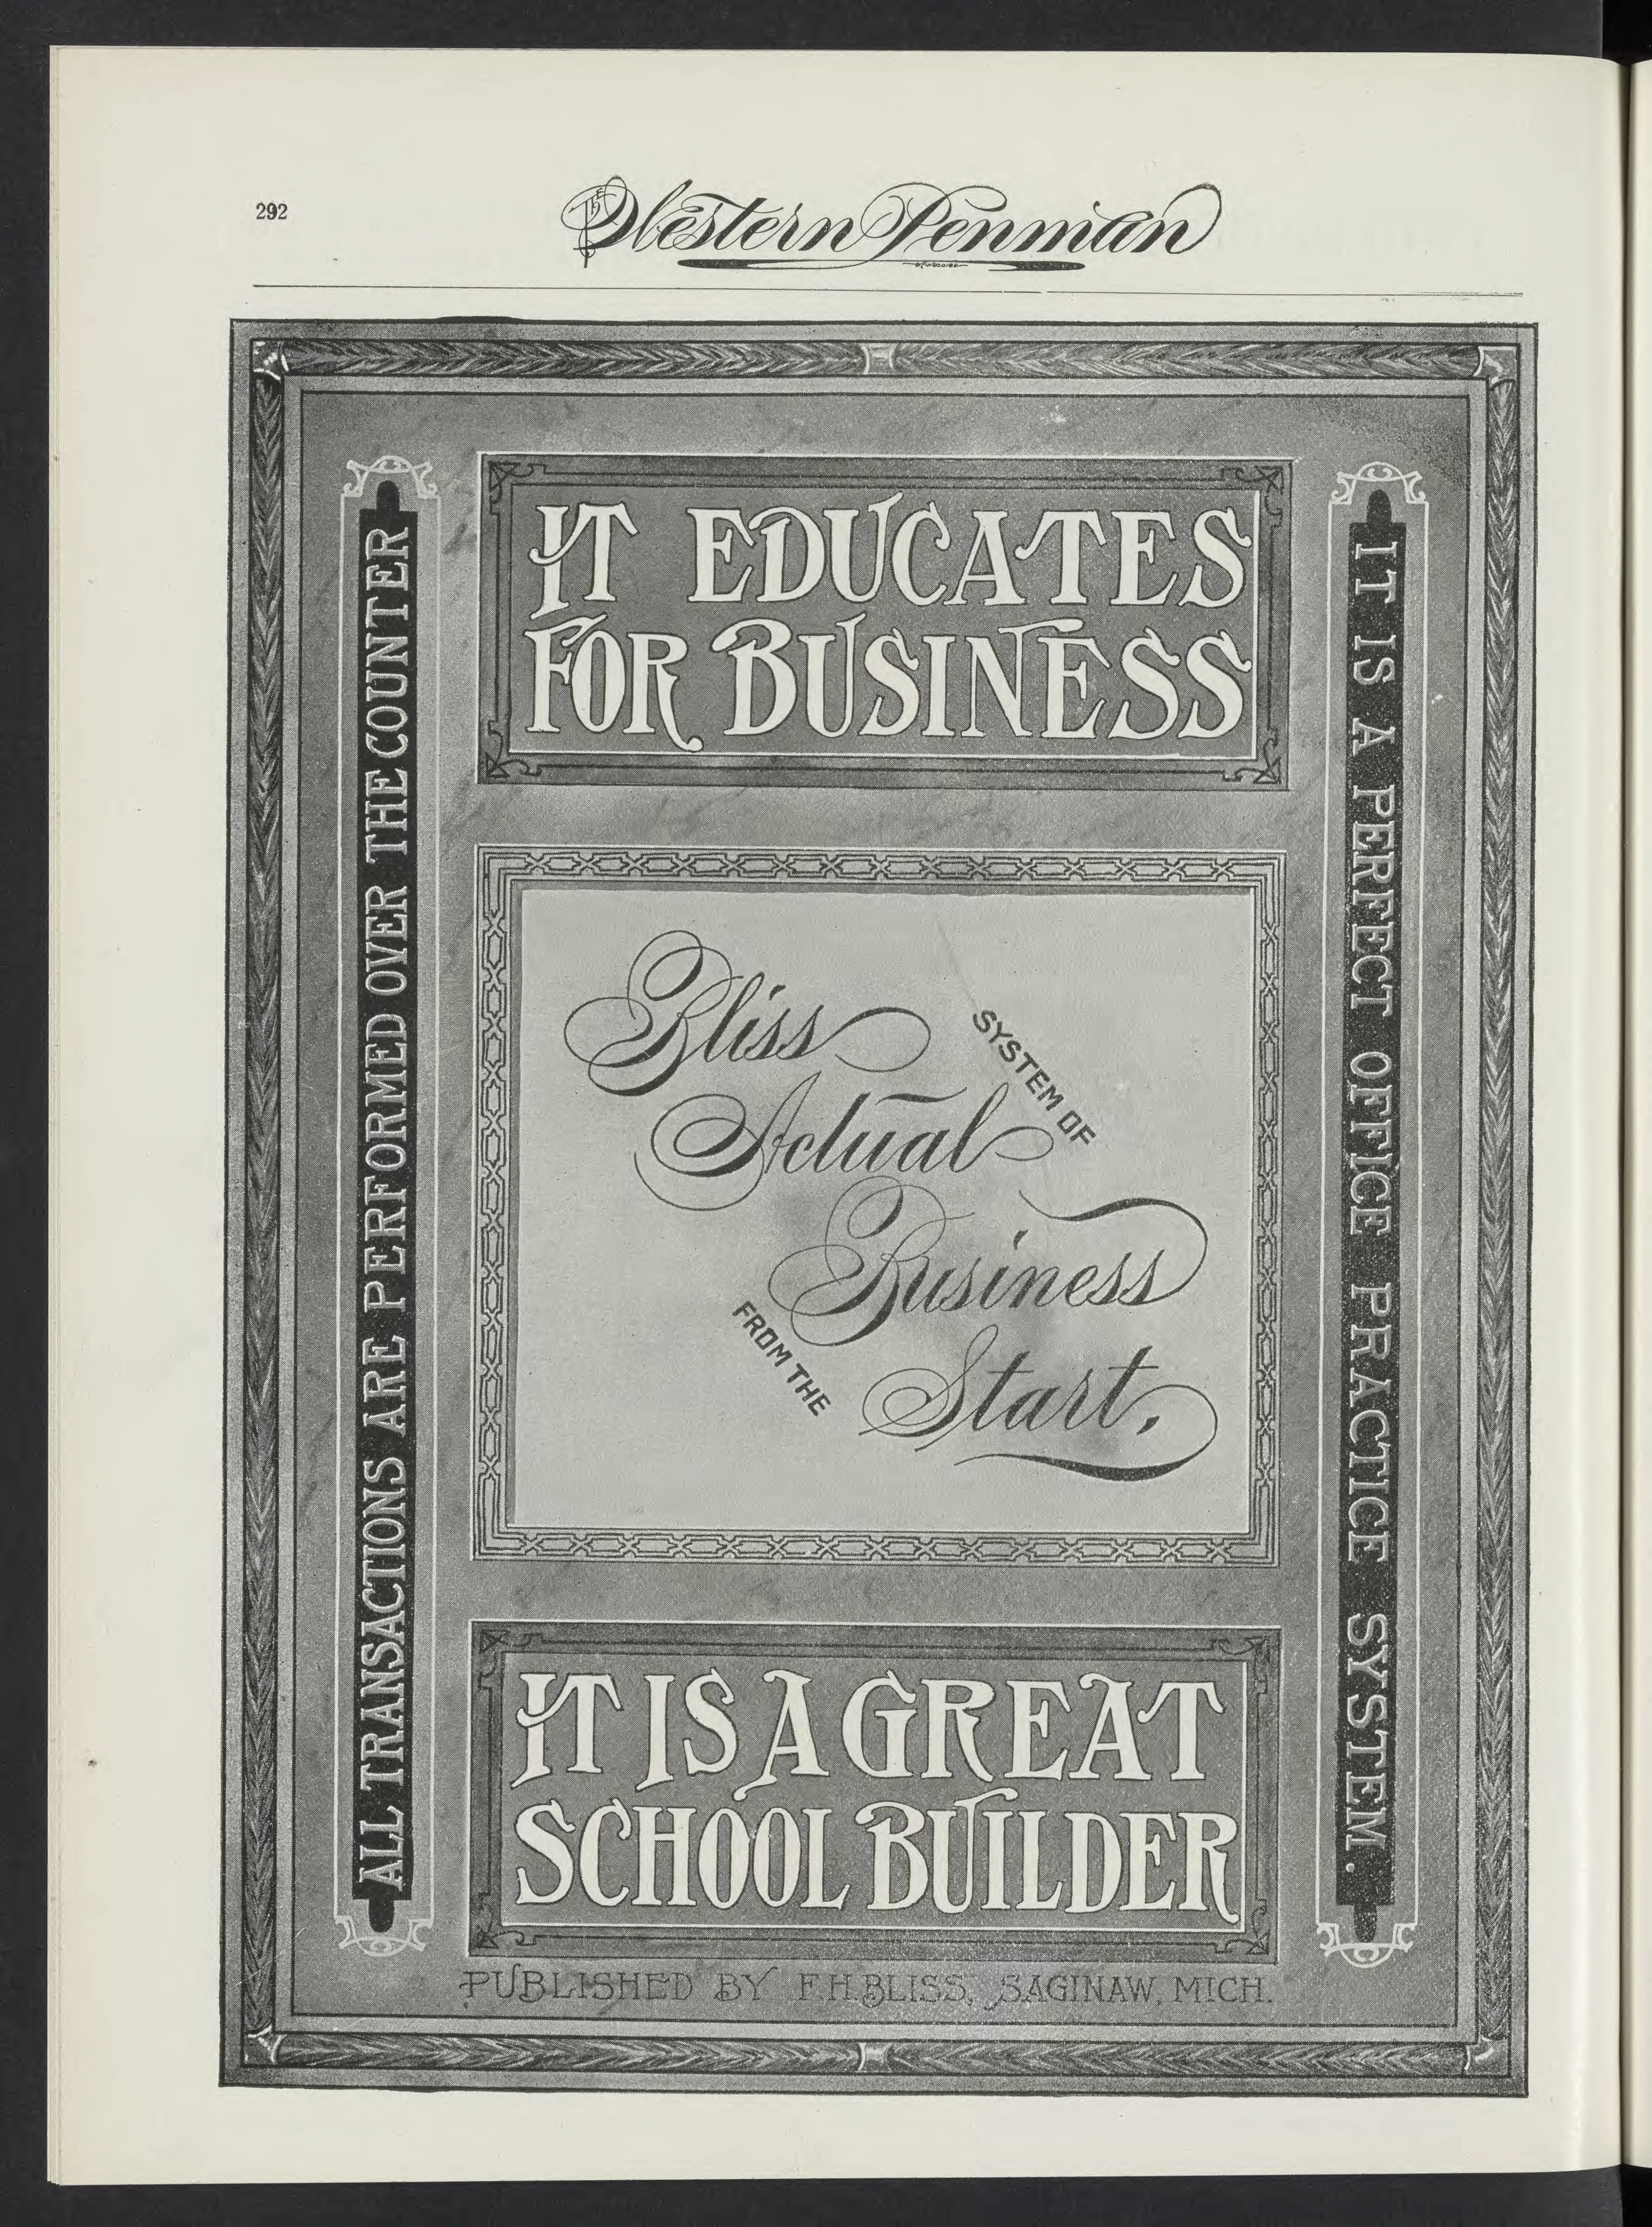 292
The Western Penman
ALL TRANSACTIONS ARE PERFORMED OVER THE COUNTER
IT EDUCATES
FOR BUSINESS
Bliss
SYSTEM OF
Actual
Business
FROM THE
Start.
IT IS A GREAT
SCHOOL BUILDER
IT IS A PERFECT OFFICE PRACTICE SYSTEM.
PUBLISHED BY F.H.BLISS, SAGINAW, MICH.